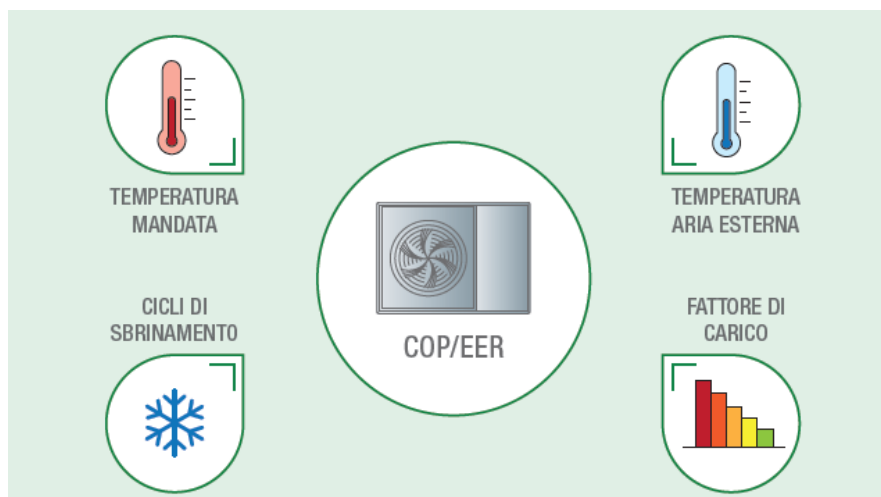 TEMPERATURA
MANDATA
TEMPERATURA
ARIA ESTERNA
CICLI DI
SBRINAMENTO
COP/EER
FATTORE DI
CARICO